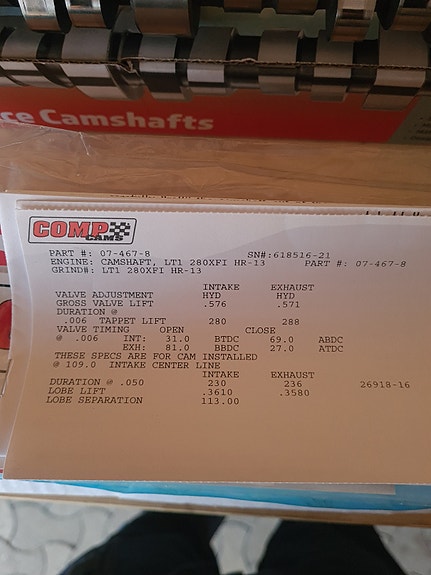 ce Camshafts
COMP
CAMS
PART #: 07-467-8 SN#:618516-21
ENGINE: CAMSHAFT, LT1 280XFI HR-13 PART #: 07-467-8
GRIND#: LT1 280XFI HR-13
INTAKE EXHAUST
VALVE ADJUSTMENT HYD HYD
GROSS VALVE LIFT .576 .571
DURATION @
.006 TAPPET LIFT 280 288
VALVE TIMING OPEN CLOSE
@ .006 INT: 31.0 BTDC 69.0 ABDC
EXH: 81.0 BBDC 27.0 ATDC
THESE SPECS ARE FOR CAM INSTALLED
@ 109.0 INTAKE CENTER LINE
INTAKE EXHAUST
DURATION @ .050 230 236 26918-16
LOBE LIFT .3610 .3580
LOBE SEPARATION 113.00